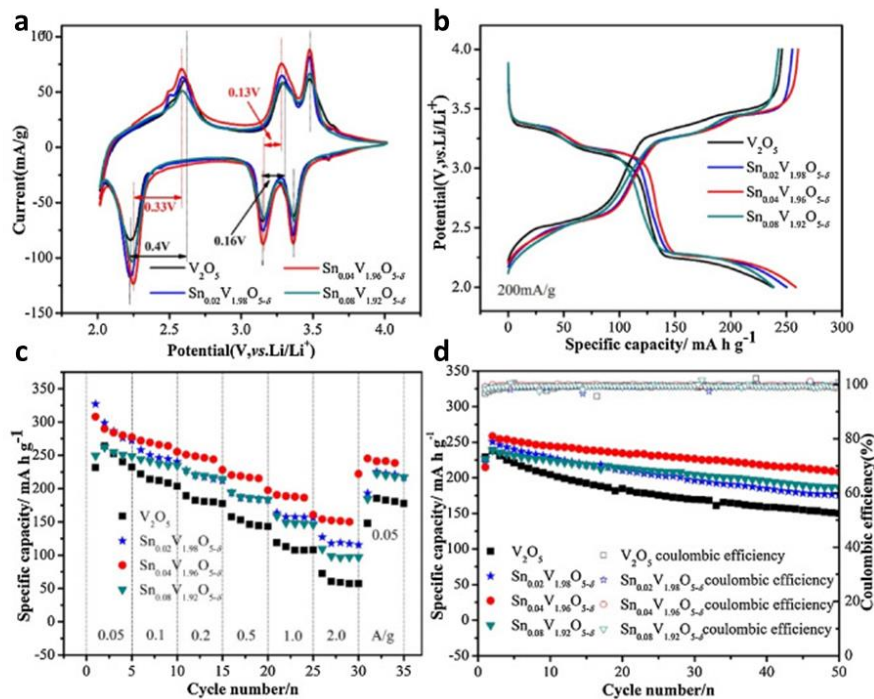 a
Current(mA/g)
100
50
0
-50
-100
-150
0.13V
0.33V
0.4V
0.16V
V₂O₅
Sn₀.₀₄V₁.₉₆O₅₋δ
Sn₀.₀₂V₁.₉₈O₅₋δ
Sn₀.₀₈V₁.₉₂O₅₋δ
2.0 2.5 3.0 3.5 4.0
Potential(V,vs.Li/Li⁺)
b
Potential(V,vs.Li/Li⁺)
4.0
3.5
3.0
2.5
2.0
V₂O₅
Sn₀.₀₂V₁.₉₈O₅₋δ
Sn₀.₀₄V₁.₉₆O₅₋δ
Sn₀.₀₈V₁.₉₂O₅₋δ
200mA/g
0 50 100 150 200 250 300
Specific capacity/ mA h g⁻¹
c
Specific capacity/ mA h g⁻¹
350
300
250
200
150
100
50
0
-50
V₂O₅
Sn₀.₀₂V₁.₉₈O₅₋δ
Sn₀.₀₄V₁.₉₆O₅₋δ
Sn₀.₀₈V₁.₉₂O₅₋δ
0.05
0.05 0.1 0.2 0.5 1.0 2.0 A/g
0 5 10 15 20 25 30 35
Cycle number/n
d
Specific capacity/ mA h g⁻¹
350
300
250
200
150
100
50
0
-50
V₂O₅
Sn₀.₀₂V₁.₉₈O₅₋δ
Sn₀.₀₄V₁.₉₆O₅₋δ
Sn₀.₀₈V₁.₉₂O₅₋δ
V₂O₅ coulombic efficiency
Sn₀.₀₂V₁.₉₈O₅₋δ coulombic efficiency
Sn₀.₀₄V₁.₉₆O₅₋δ coulombic efficiency
Sn₀.₀₈V₁.₉₂O₅₋δ coulombic efficiency
100
80
60
40
20
0
Coulombic efficiency(%)
0 10 20 30 40 50
Cycle number/n